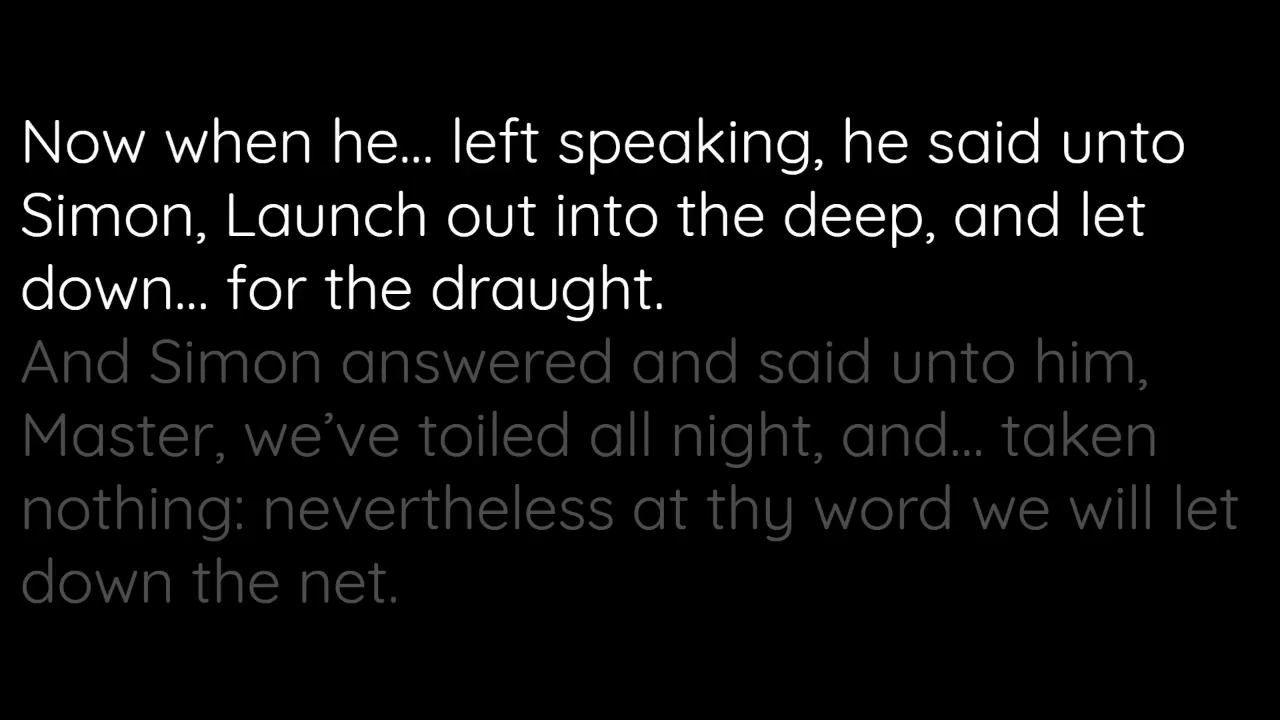 Now when he... left speaking, he said unto
Simon, Launch out into the deep, and let
down... for the draught.
And Simon answered and said unto him,
Master, we’ve toiled all night, and... taken
nothing: nevertheless at thy word we will let
down the net.